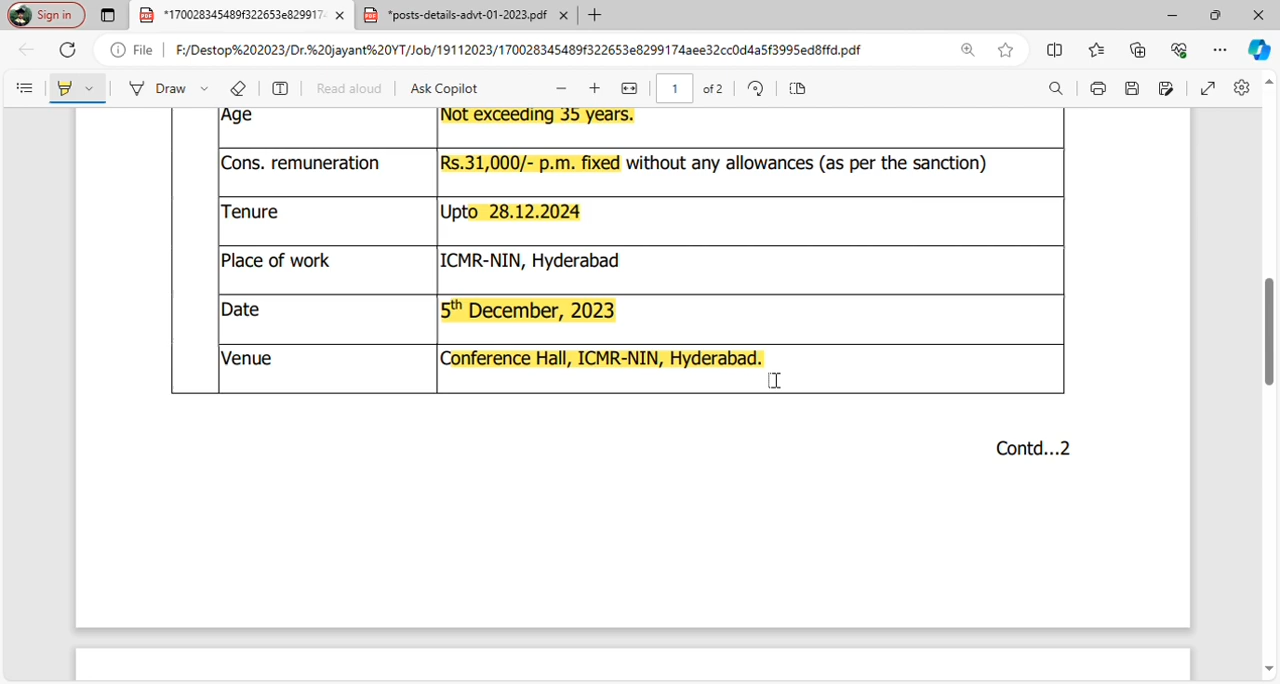 Sign in
*170028345489f322653e829917
*posts-details-advt-01-2023.pdf
File
F:/Destop%202023/Dr.%20jayant%20YT/Job/19112023/170028345489f322653e8299174aee32cc0d4a5f3995ed8ffd.pdf
Draw
Read aloud
Ask Copilot
1
of 2
Age
Not exceeding 35 years.
Cons. remuneration
Rs.31,000/- p.m. fixed without any allowances (as per the sanction)
Tenure
Upto 28.12.2024
Place of work
ICMR-NIN, Hyderabad
Date
5th December, 2023
Venue
Conference Hall, ICMR-NIN, Hyderabad.
Contd...2